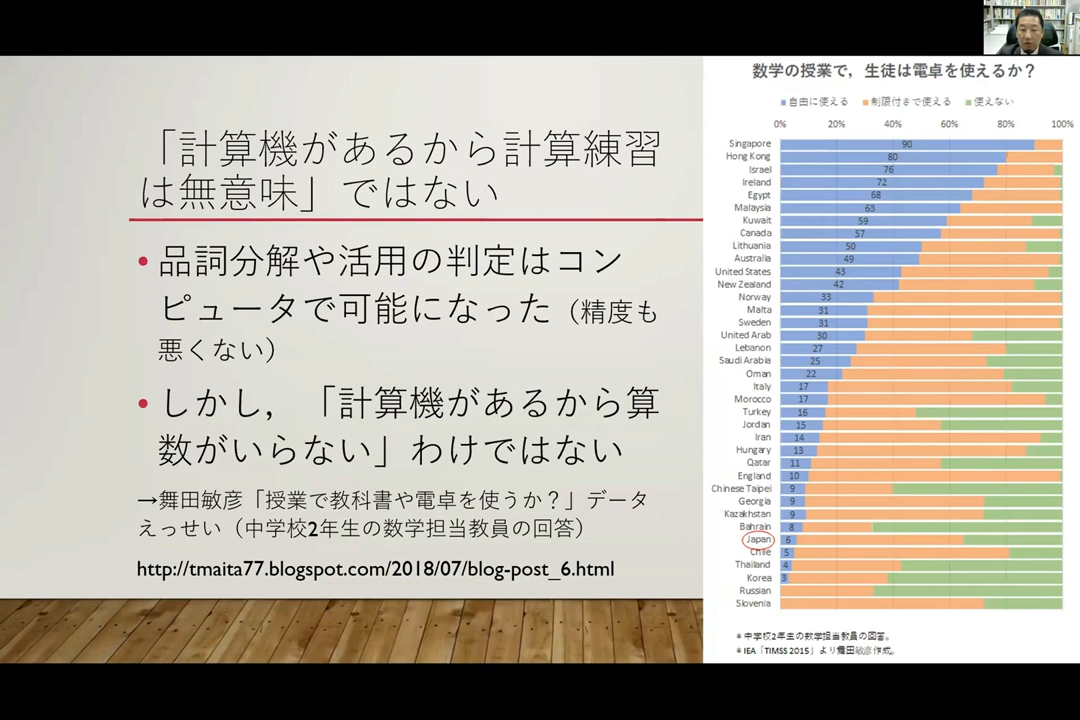 「計算機があるから計算練習
は無意味」ではない
• 品詞分解や活用の判定はコン
ピュータで可能になった（精度も
悪くない）
• しかし，「計算機があるから算
数がいらない」わけではない
→舞田敏彦「授業で教科書や電卓を使うか？」データ
えっせい（中学校2年生の数学担当教員の回答）
http://tmaita77.blogspot.com/2018/07/blog-post_6.html
数学の授業で，生徒は電卓を使えるか？
■自由に使える ■制限付きで使える ■使えない
0% 20% 40% 60% 80% 100%
Singapore 90
Hong Kong 80
Israel 76
Ireland 72
Egypt 68
Malaysia 63
Kuwait 59
Canada 57
Lithuania 50
Australia 49
United States 43
New Zealand 42
Norway 33
Malta 31
Sweden 31
United Arab 30
Lebanon 27
Saudi Arabia 25
Oman 22
Italy 17
Morocco 17
Turkey 16
Jordan 15
Iran 14
Hungary 13
Qatar 11
England 10
Chinese Taipei 9
Georgia 9
Kazakhstan 9
Bahrain 8
Japan 6
Chile 5
Thailand 4
Korea 3
Russian
Slovenia
＊中学校2年生の数学担当教員の回答。
＊IEA「TIMSS 2015」より舞田敏彦作成。